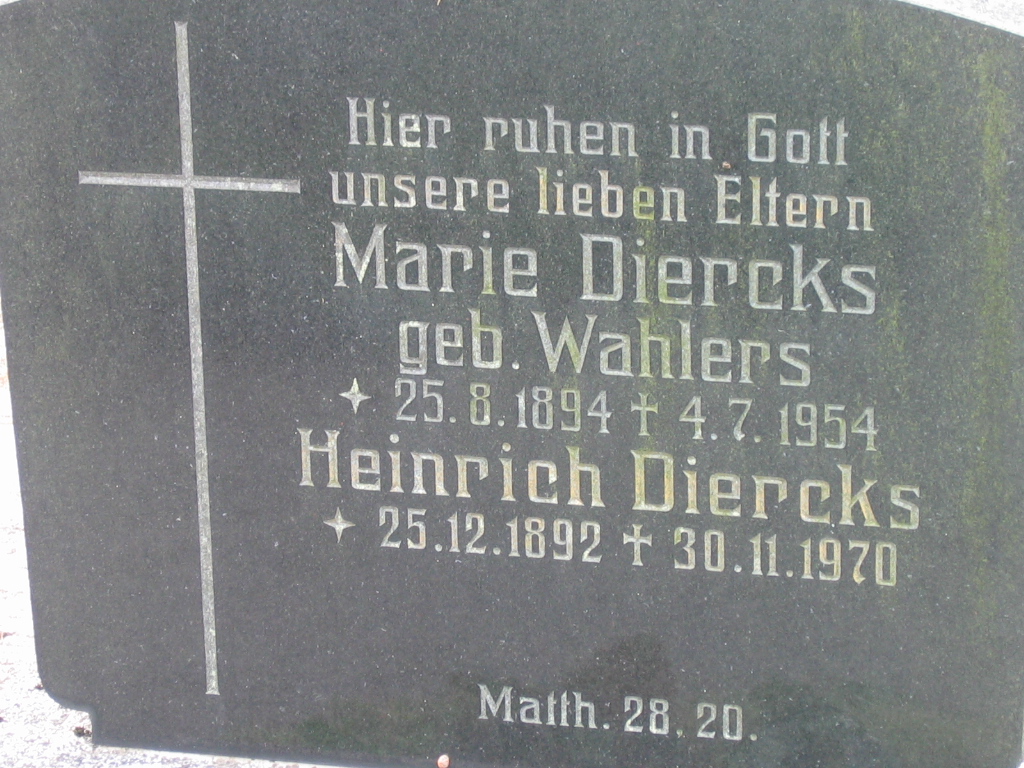 Hier ruhen in Gott
unsere lieben Eltern
Marie Diercks
geb. Wahlers
✦ 25.8.1894 ✝ 4.7.1954
Heinrich Diercks
✦ 25.12.1892 ✝ 30.11.1970
Matth. 28.20.